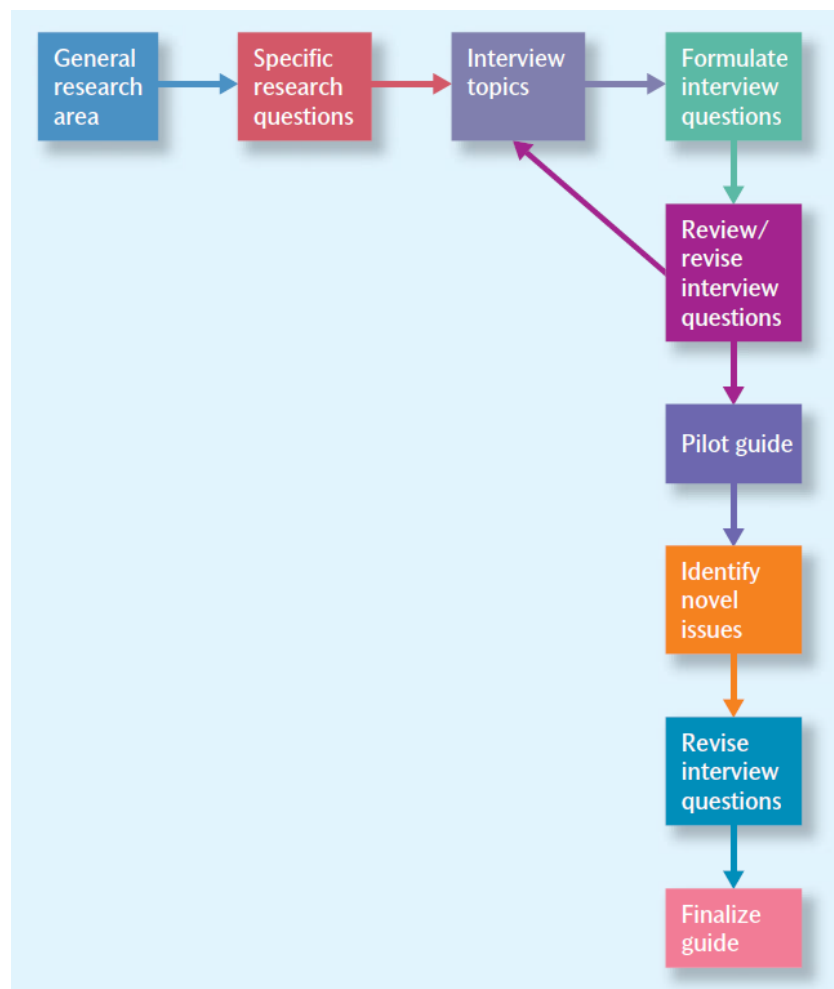 General
research
area
Specific
research
questions
Interview
topics
Formulate
interview
questions
Review/
revise
interview
questions
Pilot guide
Identify
novel
issues
Revise
interview
questions
Finalize
guide